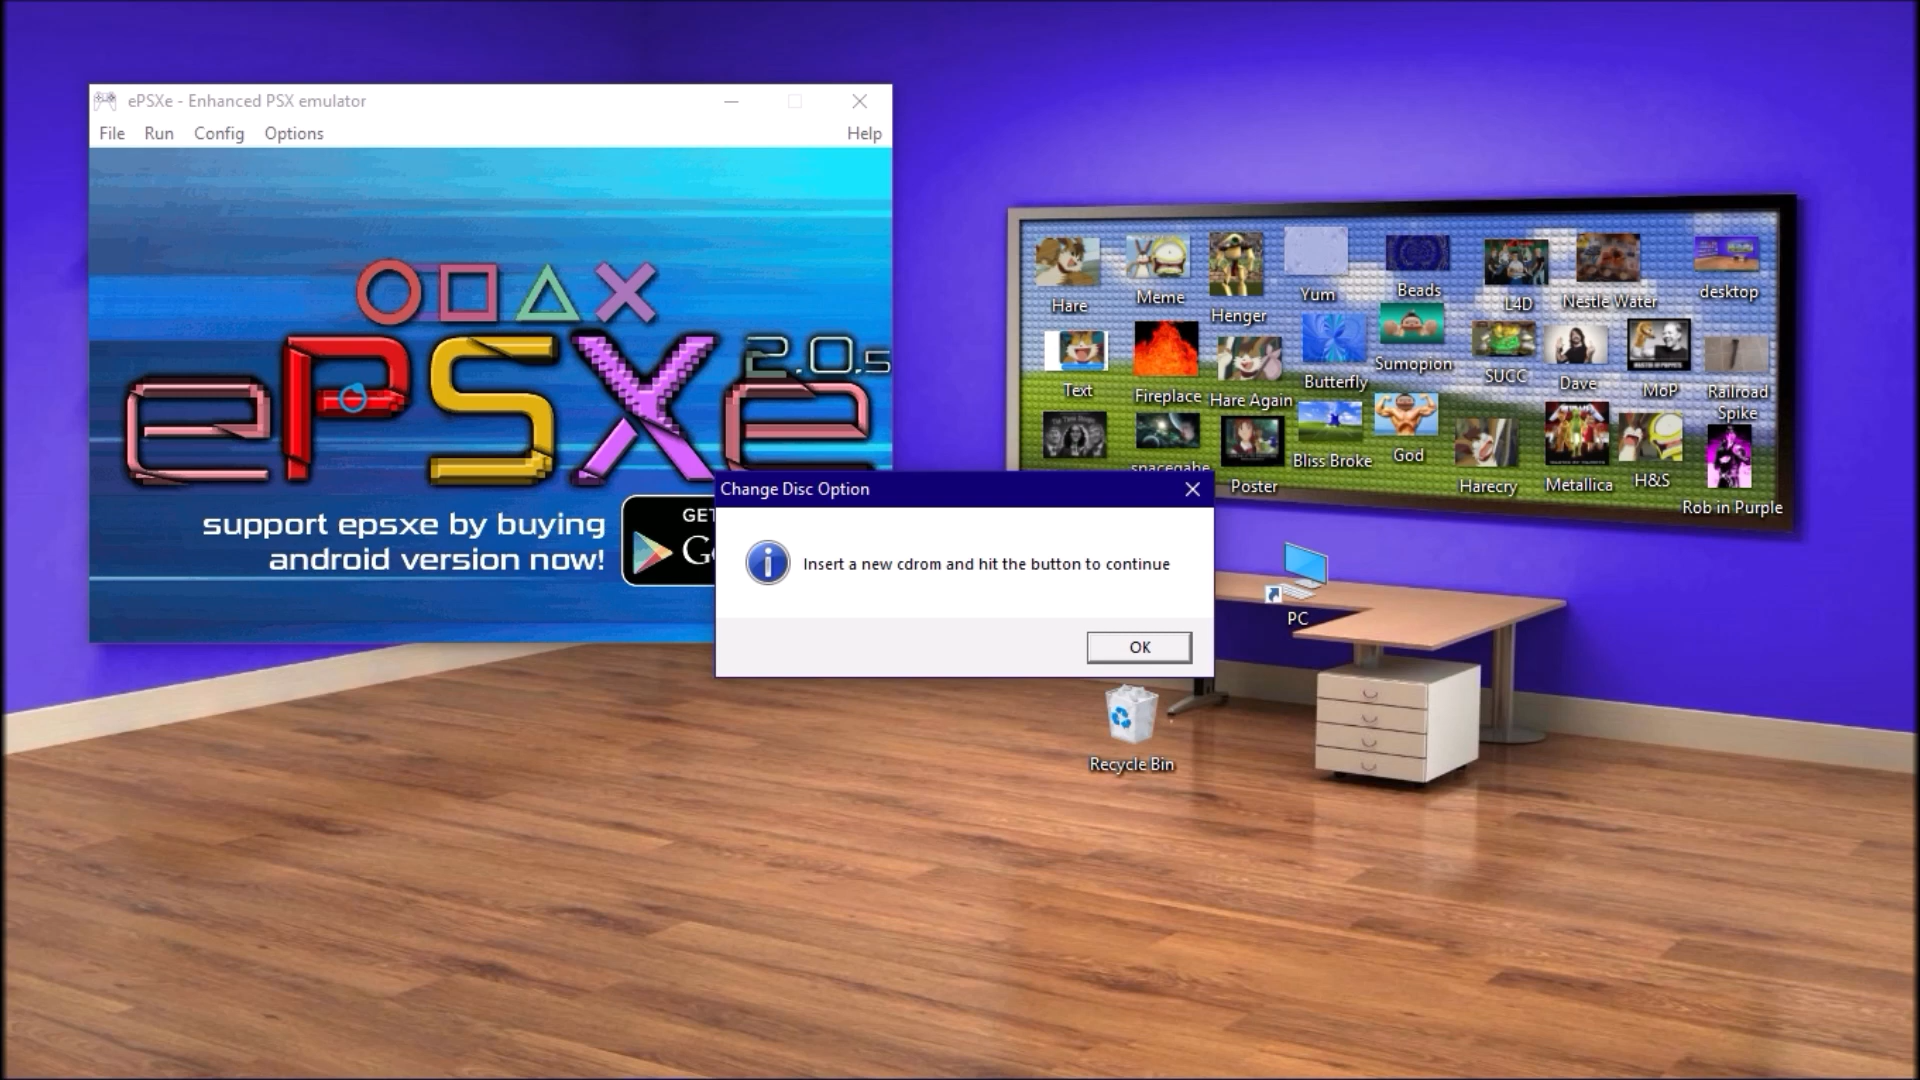 ePSXe - Enhanced PSX emulator
File Run Config Options Help
ePSXe 2.0.5
support epsxe by buying
android version now!
GET
Change Disc Option
Insert a new cdrom and hit the button to continue
OK
Hare
Meme
Henger
Yum
Beads
L4D
Nestle Water
desktop
Text
Fireplace
Hare Again
Butterfly
Sumopion
SUCC
Dave
MoP
Railroad
Spike
spacegabe
Poster
Bliss Broke
God
Harecry
Metallica
H&S
Rob in Purple
PC
Recycle Bin